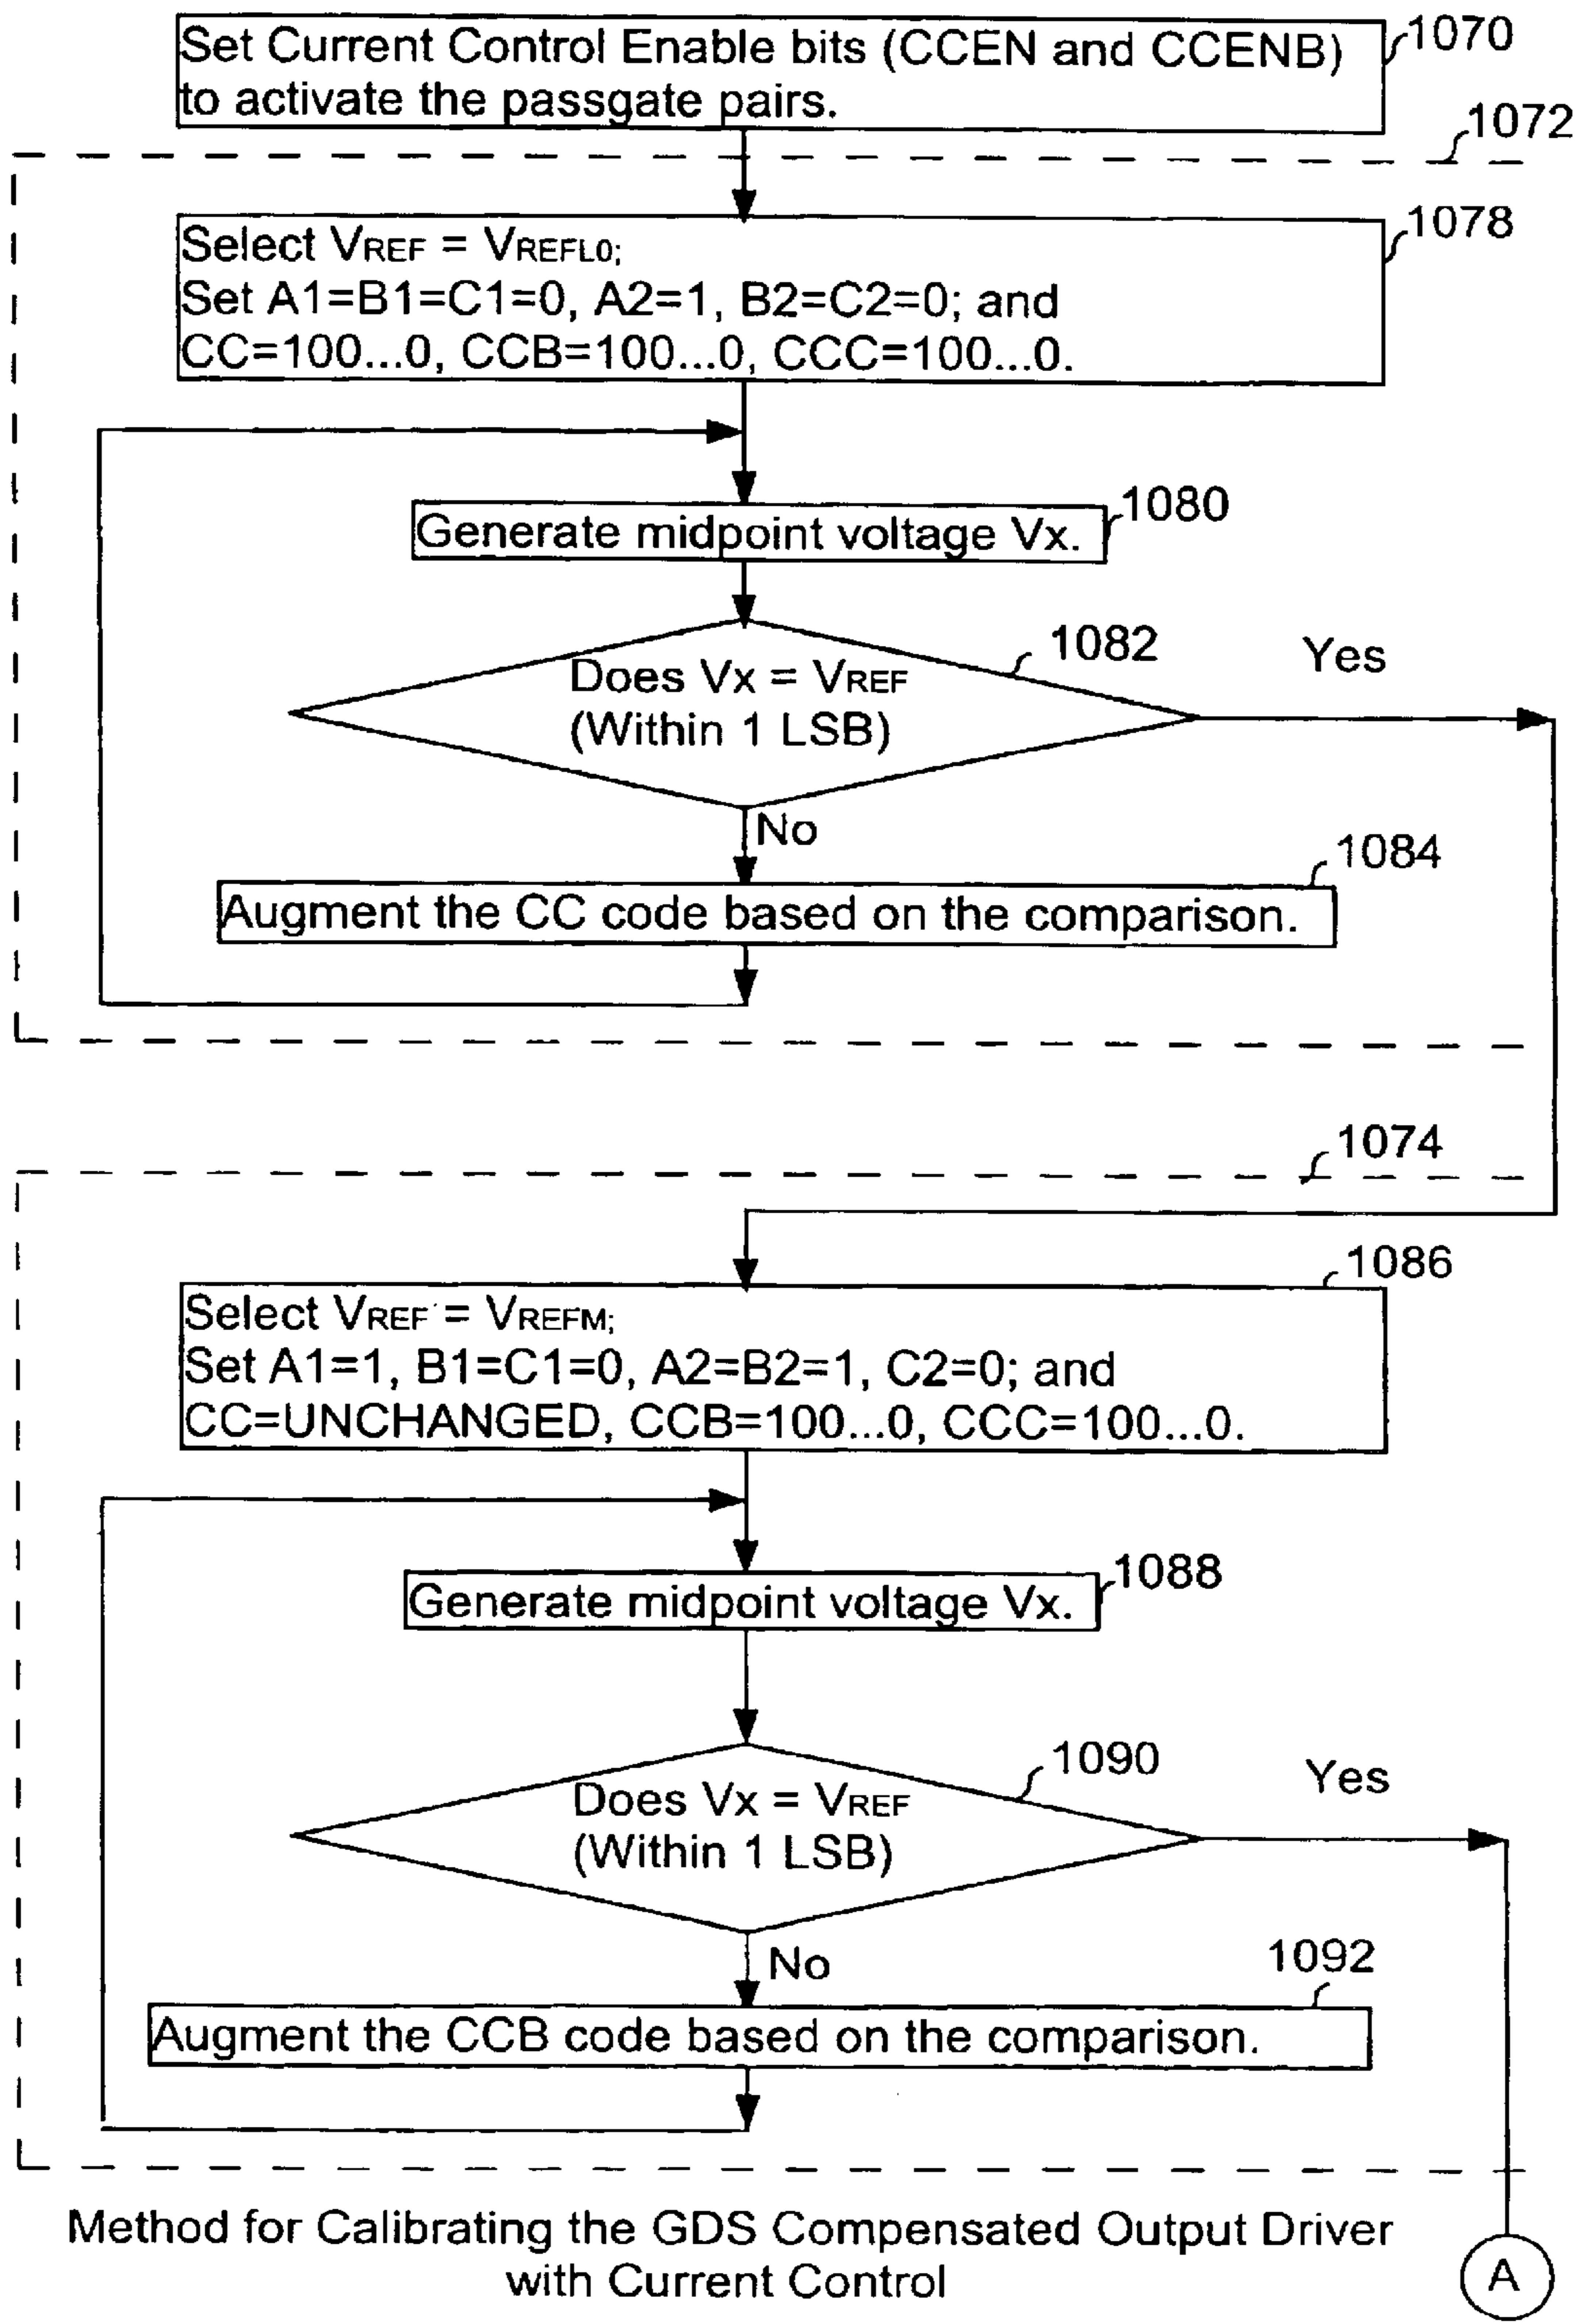 Set Current Control Enable bits (CCEN and CCENB)
to activate the passgate pairs.
1070
1072
Select VREF = VREFL0;
Set A1=B1=C1=0, A2=1, B2=C2=0; and
CC=100...0, CCB=100...0, CCC=100...0.
1078
Generate midpoint voltage Vx.
1080
Does Vx = VREF
(Within 1 LSB)
1082
Yes
No
1084
Augment the CC code based on the comparison.
1074
1086
Select VREF = VREFM;
Set A1=1, B1=C1=0, A2=B2=1, C2=0; and
CC=UNCHANGED, CCB=100...0, CCC=100...0.
Generate midpoint voltage Vx.
1088
Does Vx = VREF
(Within 1 LSB)
1090
Yes
No
1092
Augment the CCB code based on the comparison.
Method for Calibrating the GDS Compensated Output Driver
with Current Control
A